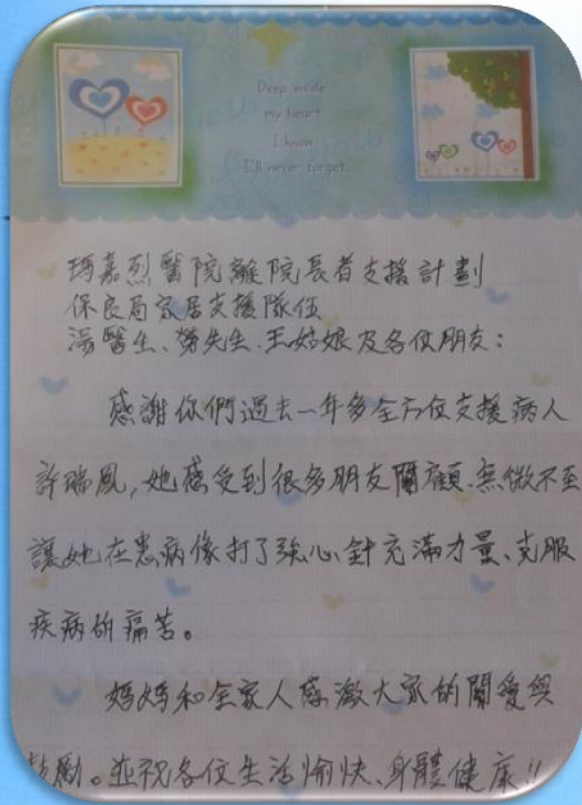 Deep inside
my heart
I know
I'll never forget
瑪嘉烈醫院離院長者支援計劃
保良局家居支援隊伍
湯醫生、勞先生、王姑娘及各位朋友：
感謝你們過去一年多全方位支援病人
許瑞鳳，她感受到很多朋友關顧、無微不至
讓她在患病像打了強心針充滿力量、克服
疾病的痛苦。
媽媽和全家人感激大家的關愛與
鼓勵。並祝各位生活愉快、身體健康!!